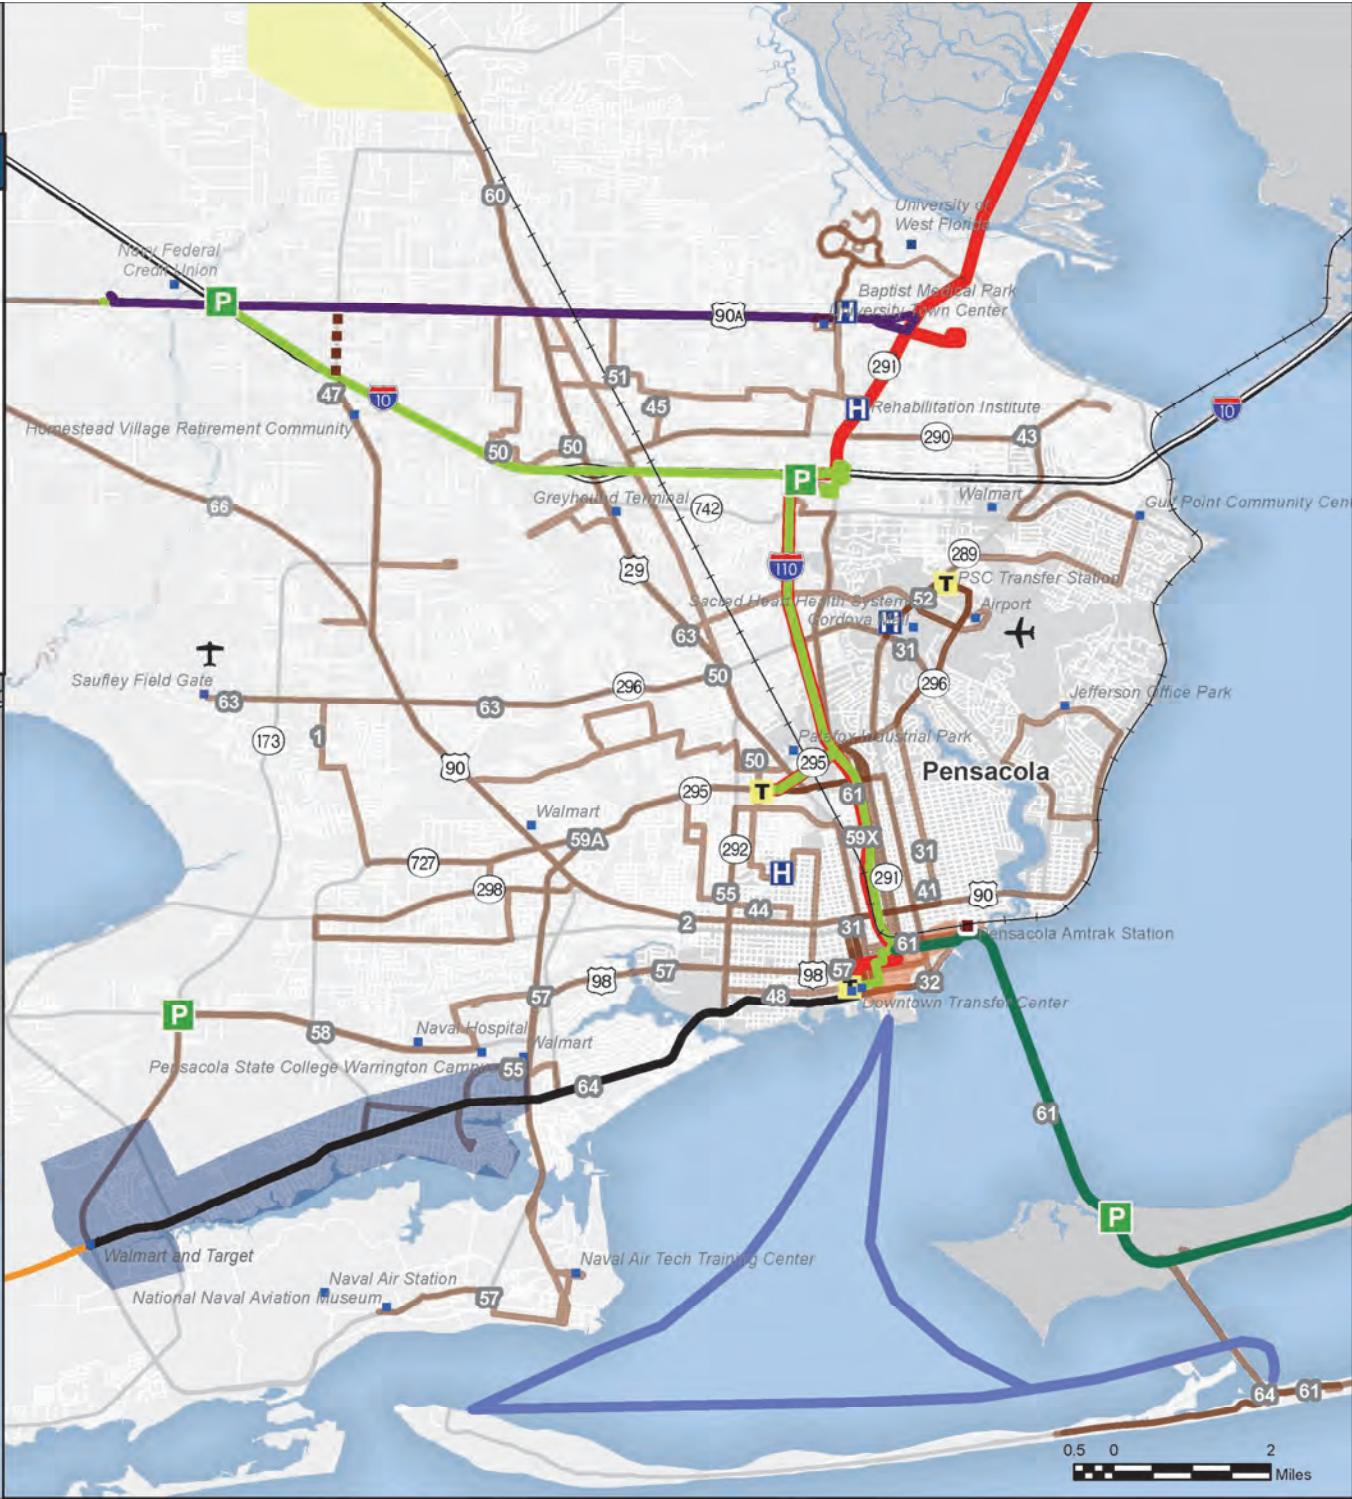 60
University of
West Florida
Navy Federal
Credit Union
P
Baptist Medical Park
H
University Town Center
90A
291
51
47
10
45
H
Rehabilitation Institute
10
Homestead Village Retirement Community
50
50
290
43
P
66
Greyhound Terminal
742
Walmart
Gulf Point Community Cen
29
110
289
T
PSC Transfer Station
Sacred Heart Health System
52
Airport
Cordova Mall
H
63
31
Saufley Field Gate
63
63
296
50
296
Jefferson Office Park
173
1
90
Palafox Industrial Park
50
295
Pensacola
295
T
61
Walmart
59A
59X
727
292
31
H
291
298
55
41
90
44
2
31
61
Pensacola Amtrak Station
98
57
98
57
32
57
48
T
Downtown Transfer Center
P
58
Naval Hospital
Walmart
Pensacola State College Warrington Campus
55
64
61
P
Walmart and Target
Naval Air Tech Training Center
Naval Air Station
National Naval Aviation Museum
57
64
61
0.5 0 2
Miles